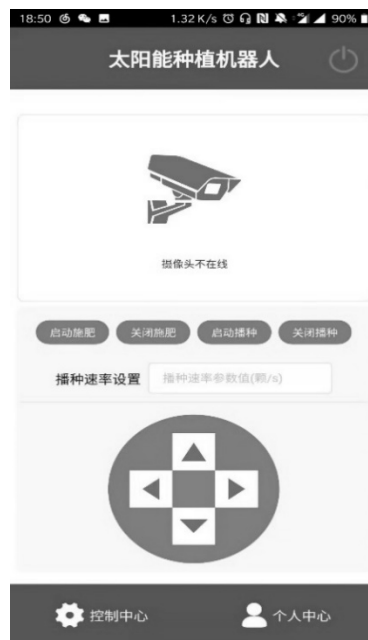 18:50 1.32 K/s 90%
太阳能种植机器人
摄像头不在线
启动施肥 关闭施肥 启动播种 关闭播种
播种速率设置 播种速率参数值(颗/s)
控制中心 个人中心